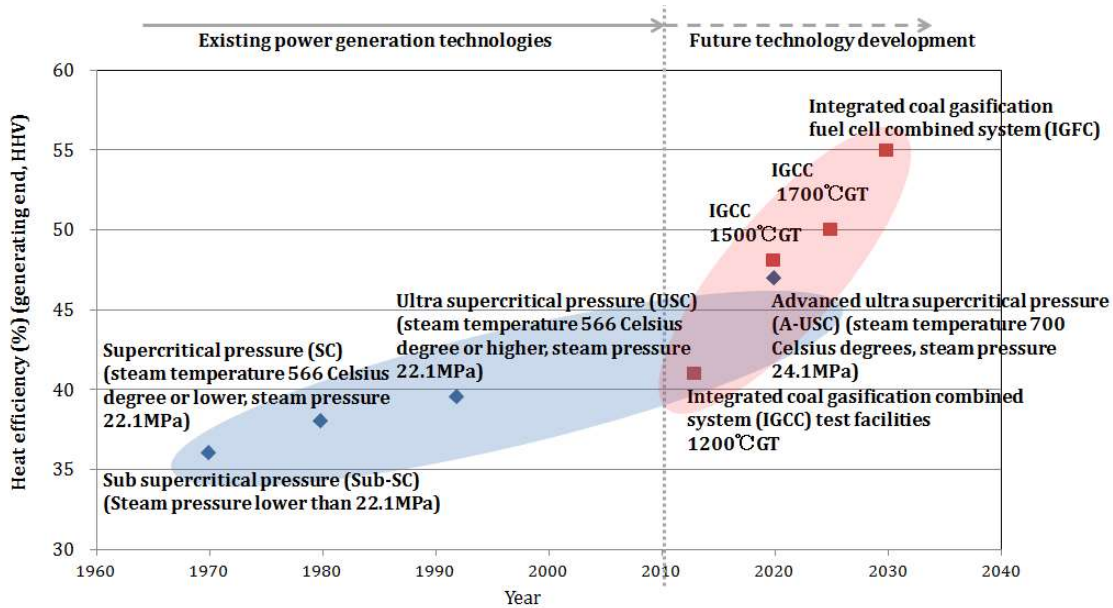 Existing power generation technologies
Future technology development
Heat efficiency (%) (generating end, HHV)
60
55
50
45
40
35
30
Integrated coal gasification
fuel cell combined system (IGFC)
IGCC
1700℃GT
IGCC
1500℃GT
Ultra supercritical pressure (USC)
(steam temperature 566 Celsius
degree or higher, steam pressure
22.1MPa)
Advanced ultra supercritical pressure
(A-USC) (steam temperature 700
Celsius degrees, steam pressure
24.1MPa)
Supercritical pressure (SC)
(steam temperature 566 Celsius
degree or lower, steam pressure
22.1MPa)
Integrated coal gasification combined
system (IGCC) test facilities
1200℃GT
Sub supercritical pressure (Sub-SC)
(Steam pressure lower than 22.1MPa)
1960 1970 1980 1992 2000 2010 2020 2030 2040
Year